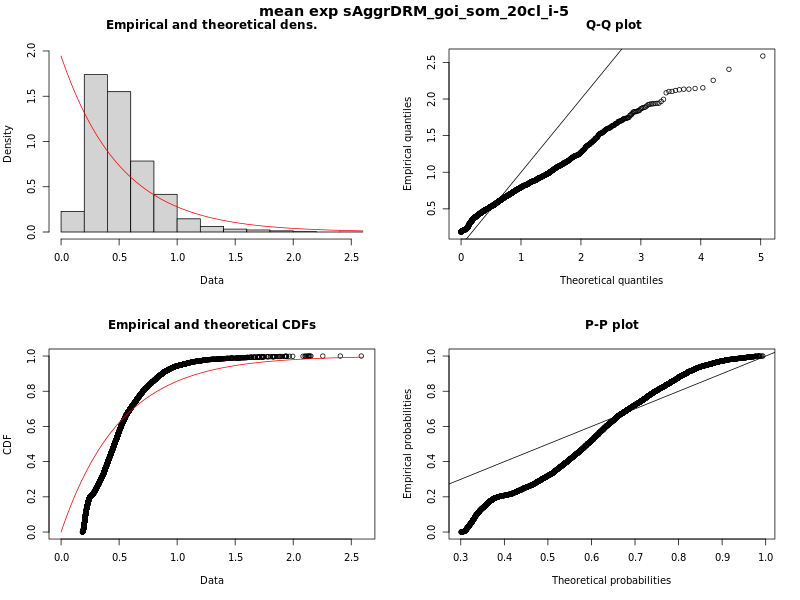 mean exp sAggrDRM_goi_som_20cl_i-5
Empirical and theoretical dens.
Density
0.0 0.5 1.0 1.5 2.0
0.0 0.5 1.0 1.5 2.0 2.5
Data
Q-Q plot
Empirical quantiles
0.5 1.0 1.5 2.0 2.5
0 1 2 3 4 5
Theoretical quantiles
Empirical and theoretical CDFs
CDF
0.0 0.2 0.4 0.6 0.8 1.0
0.0 0.5 1.0 1.5 2.0 2.5
Data
P-P plot
Empirical probabilities
0.0 0.2 0.4 0.6 0.8 1.0
0.3 0.4 0.5 0.6 0.7 0.8 0.9 1.0
Theoretical probabilities